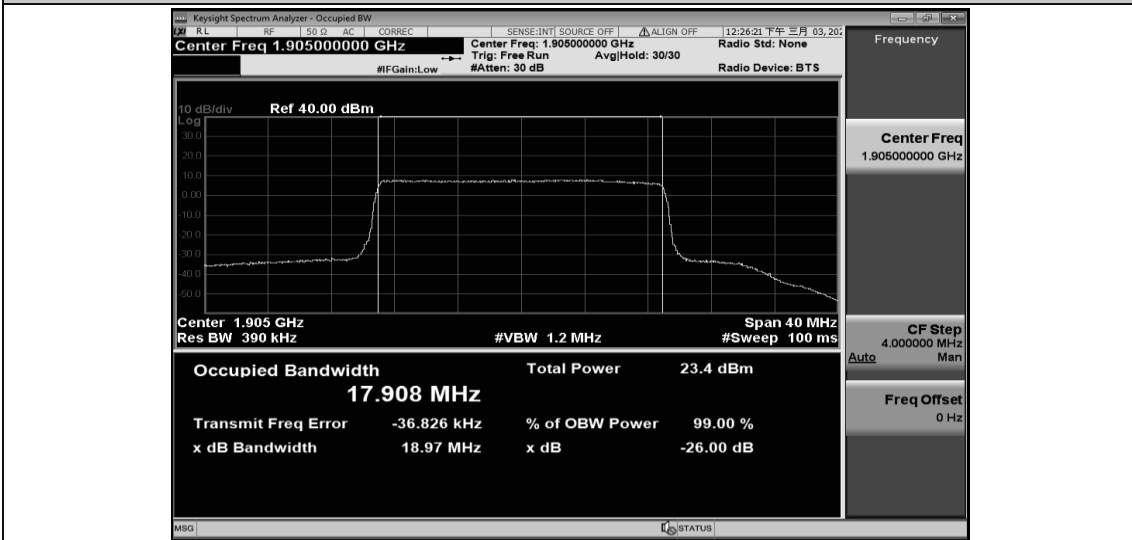 Keysight Spectrum Analyzer - Occupied BW
LXI RL RF 50 Ω AC CORREC SENSE:INT SOURCE OFF ALIGN OFF 12:26:21 下午 三月 03, 202
Center Freq 1.905000000 GHz
Center Freq: 1.905000000 GHz
Radio Std: None
Trig: Free Run Avg|Hold: 30/30
#IFGain:Low
#Atten: 30 dB
Radio Device: BTS
10 dB/div Ref 40.00 dBm
Log
30.0
20.0
10.0
0.00
-10.0
-20.0
-30.0
-40.0
-50.0
Center 1.905 GHz
Span 40 MHz
Res BW 390 kHz
#VBW 1.2 MHz
#Sweep 100 ms
Occupied Bandwidth
Total Power 23.4 dBm
17.908 MHz
Transmit Freq Error -36.826 kHz
% of OBW Power 99.00 %
x dB Bandwidth 18.97 MHz
x dB -26.00 dB
MSG
STATUS
Frequency
Center Freq
1.905000000 GHz
CF Step
4.000000 MHz
Auto Man
Freq Offset
0 Hz